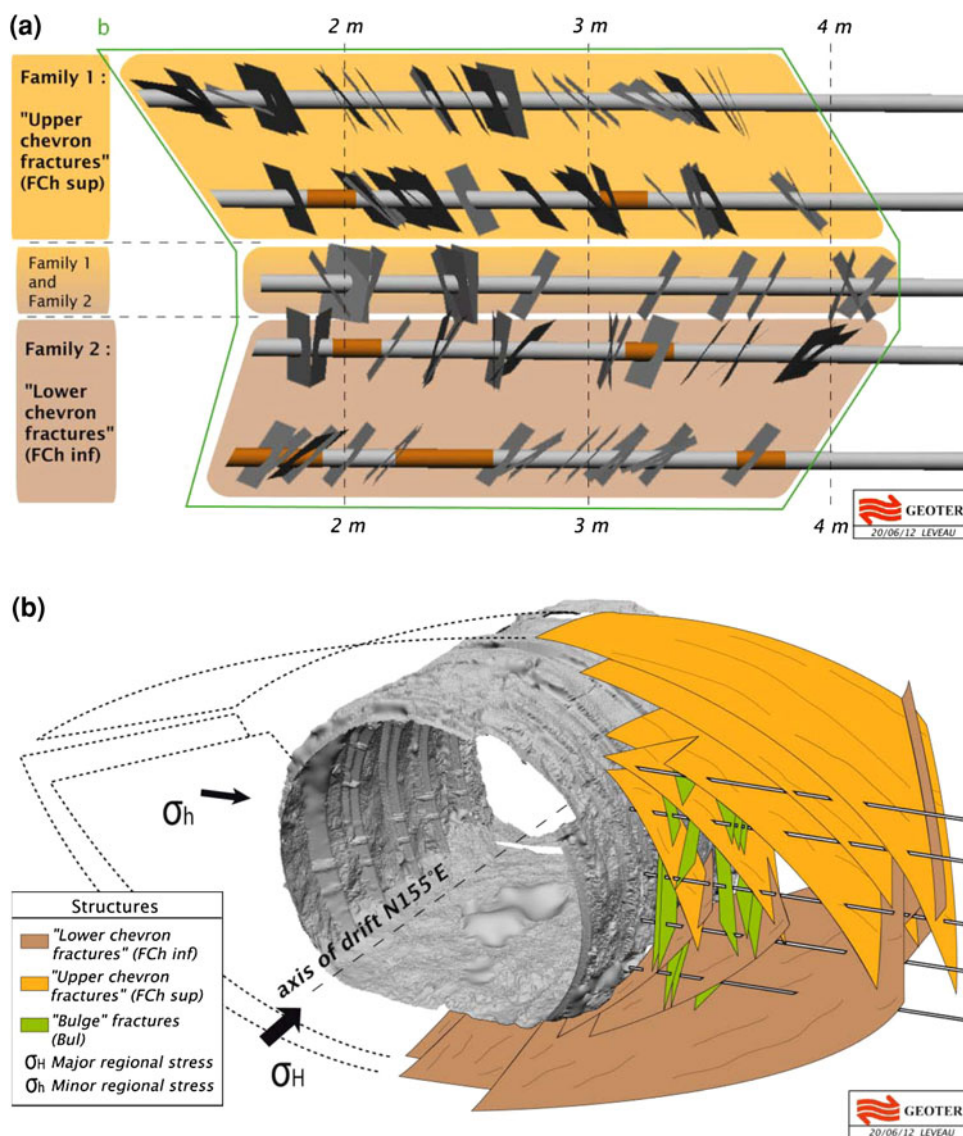 (a)
b
2 m
3 m
4 m
Family 1 :
"Upper
chevron
fractures"
(FCh sup)
Family 1
and
Family 2
Family 2 :
"Lower
chevron
fractures"
(FCh inf)
2 m
3 m
4 m
GEOTER
20/06/12 LEVEAU
(b)
σh
axis of drift N155°E
σH
Structures
"Lower chevron
fractures" (FCh inf)
"Upper chevron
fractures" (FCh sup)
"Bulge" fractures
(Bul)
σH Major regional stress
σh Minor regional stress
GEOTER
20/06/12 LEVEAU